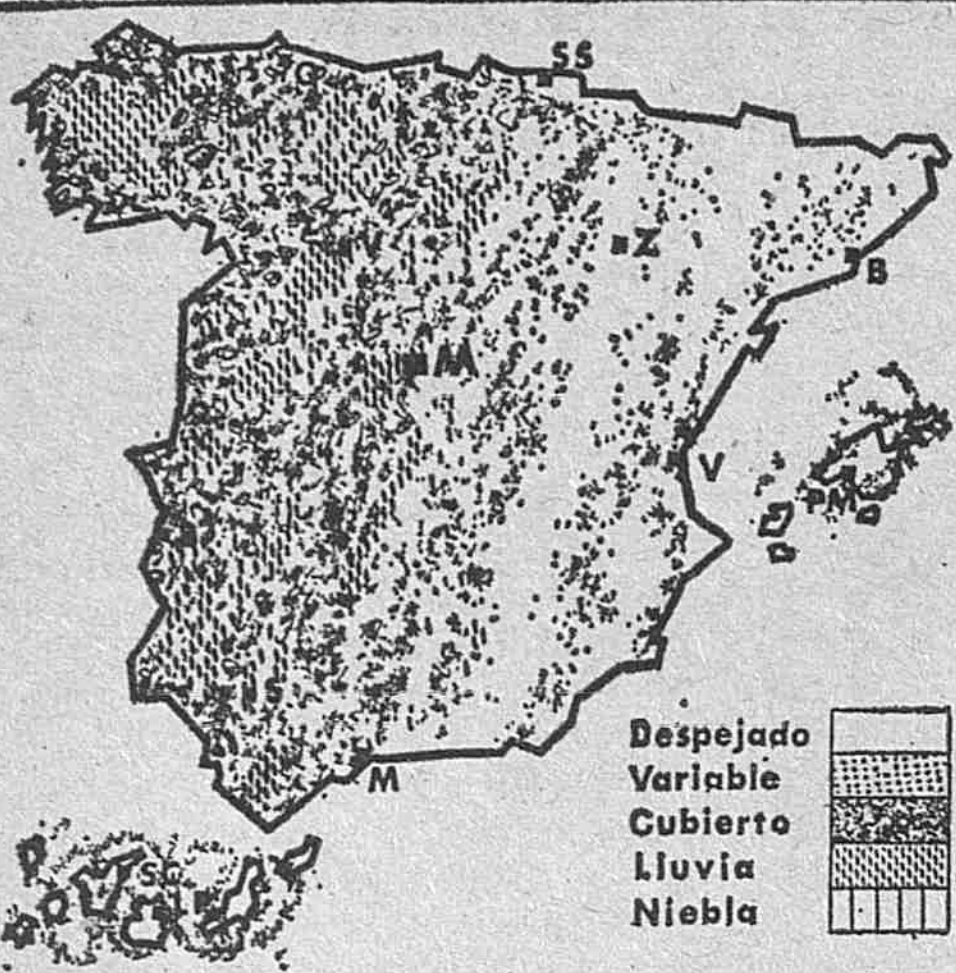 SS
G
V
Z
B
M
V
PM
S
M
SC
Despejado
Variable
Cubierto
Lluvia
Niebla